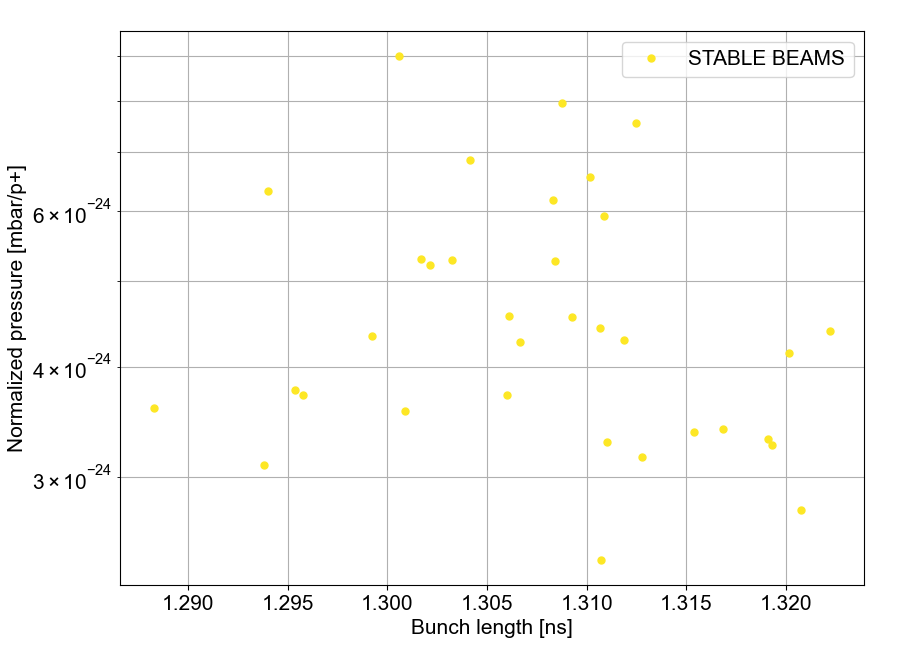 STABLE BEAMS
Normalized pressure [mbar/p+]
6 × 10⁻²⁴
4 × 10⁻²⁴
3 × 10⁻²⁴
1.290 1.295 1.300 1.305 1.310 1.315 1.320
Bunch length [ns]